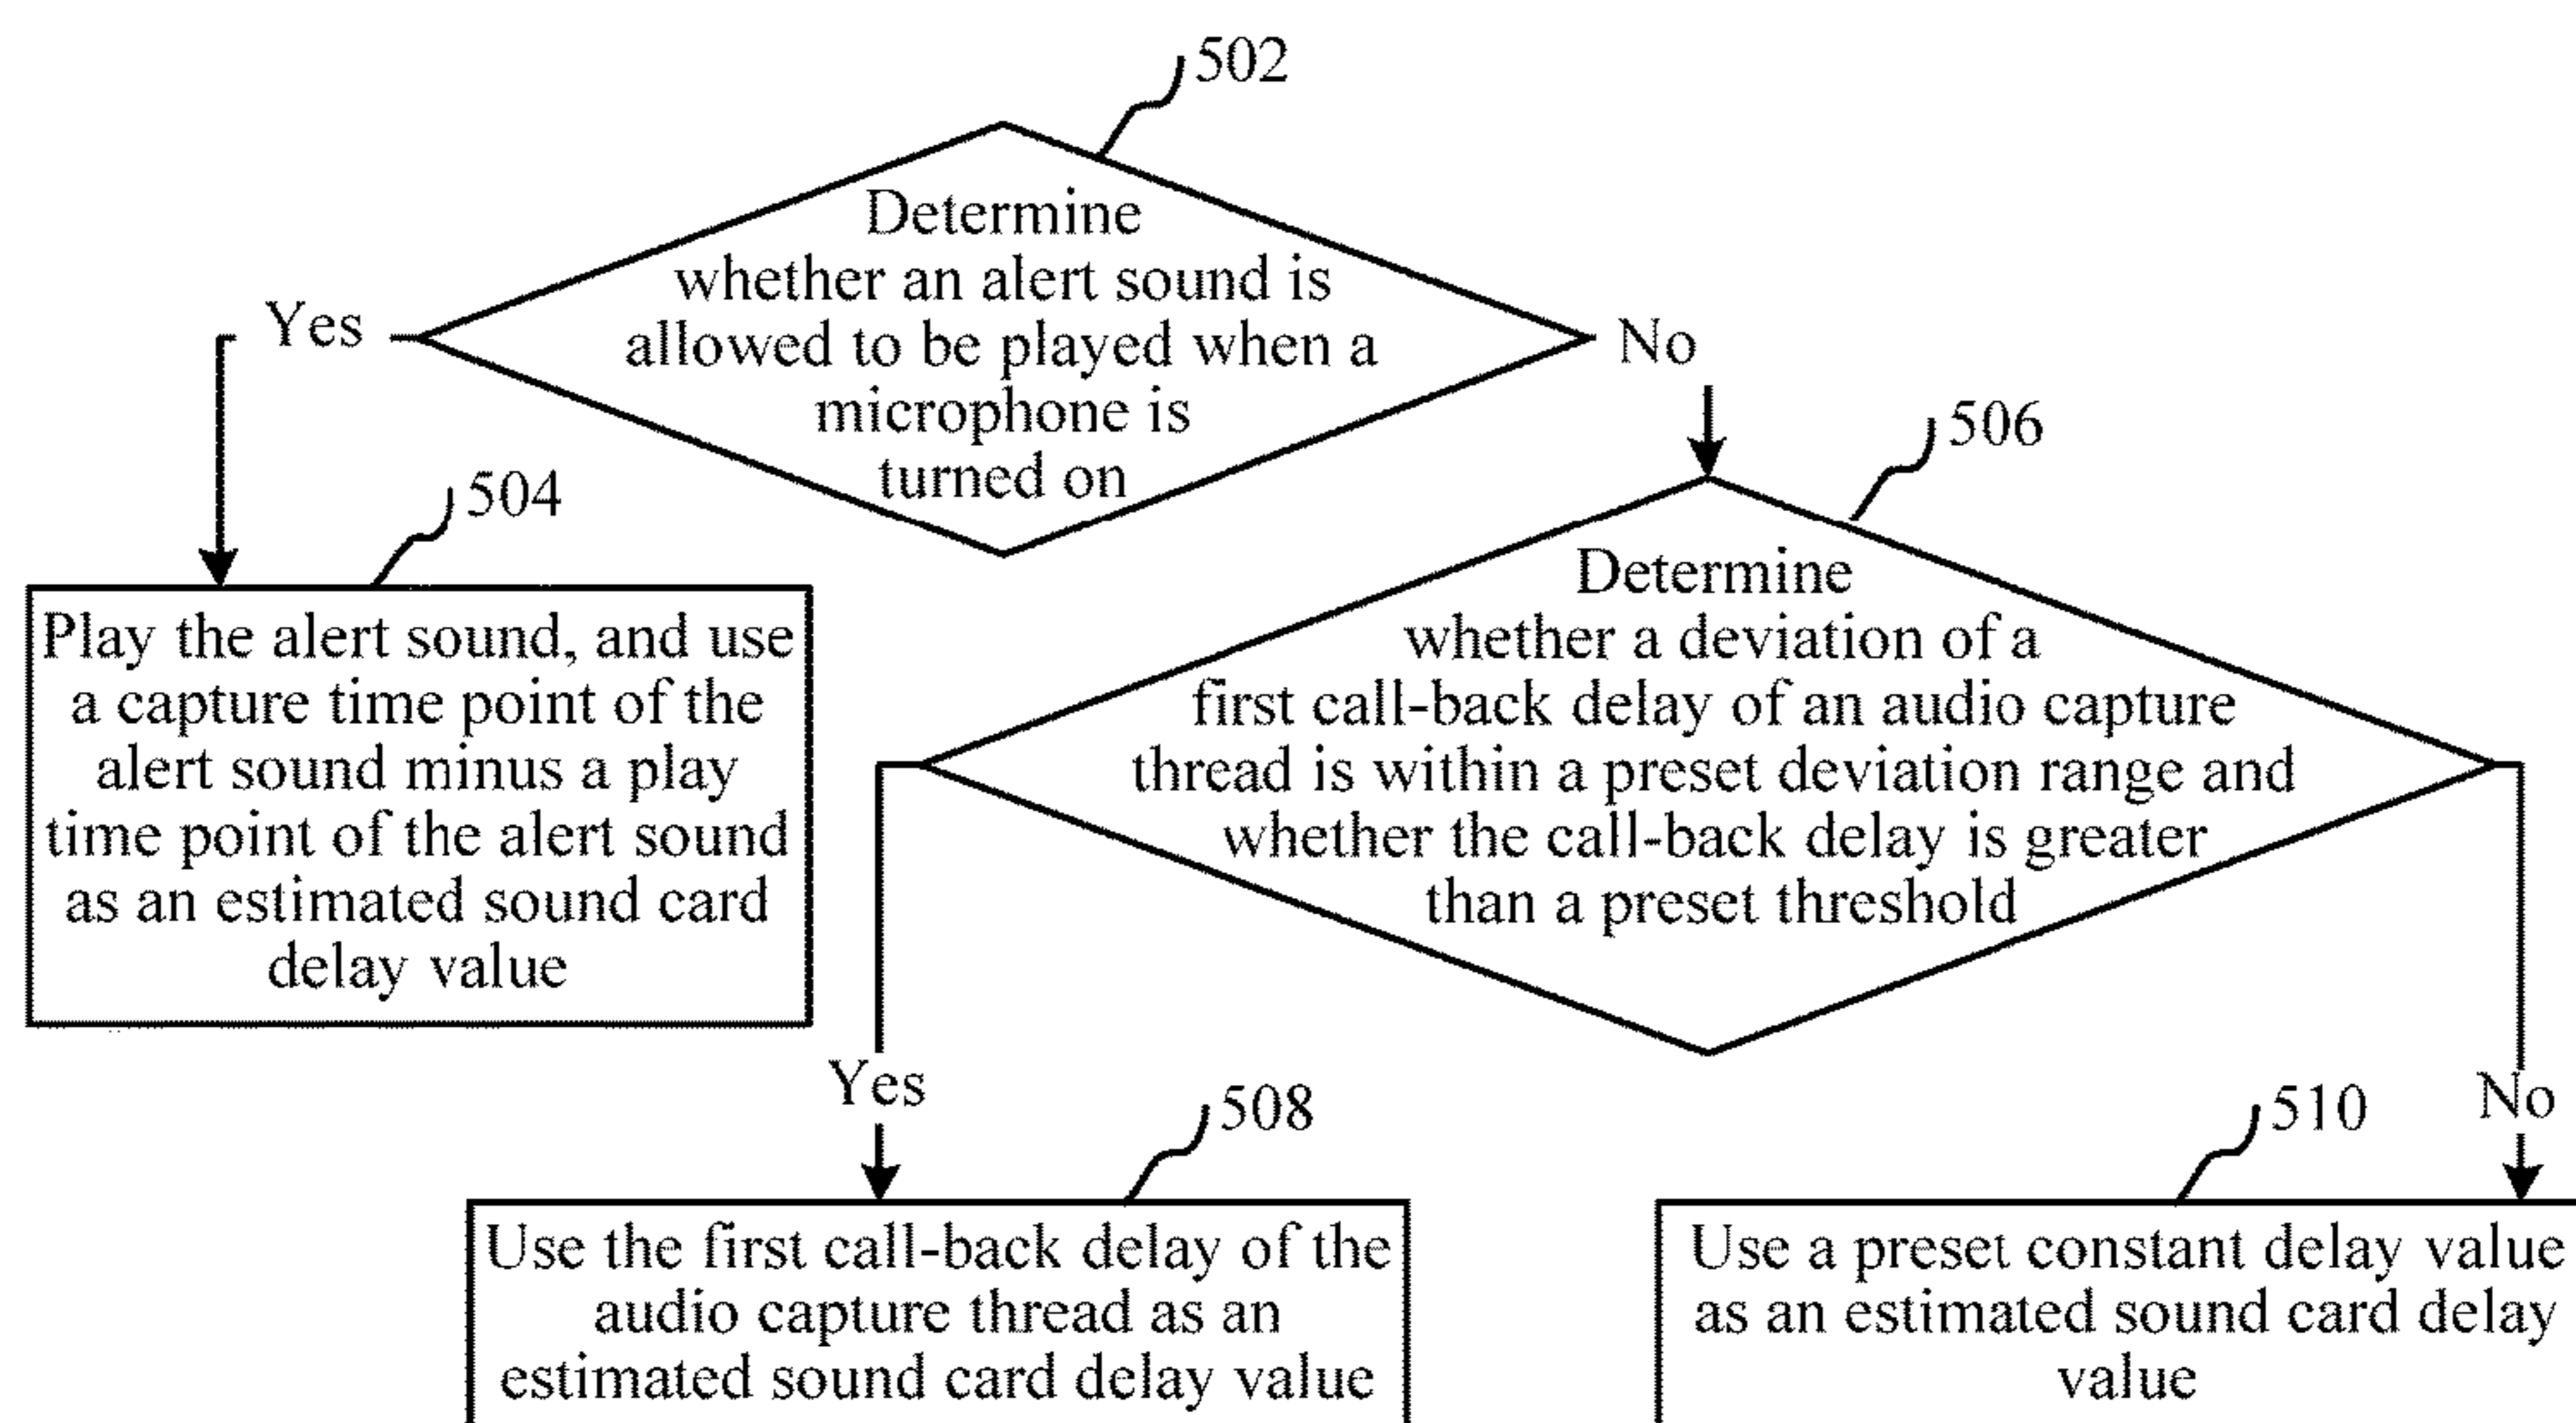 502
Determine
whether an alert sound is
allowed to be played when a
microphone is
turned on
Yes
No
504
Play the alert sound, and use
a capture time point of the
alert sound minus a play
time point of the alert sound
as an estimated sound card
delay value
506
Determine
whether a deviation of a
first call-back delay of an audio capture
thread is within a preset deviation range and
whether the call-back delay is greater
than a preset threshold
Yes
No
508
Use the first call-back delay of the
audio capture thread as an
estimated sound card delay value
510
Use a preset constant delay value
as an estimated sound card delay
value